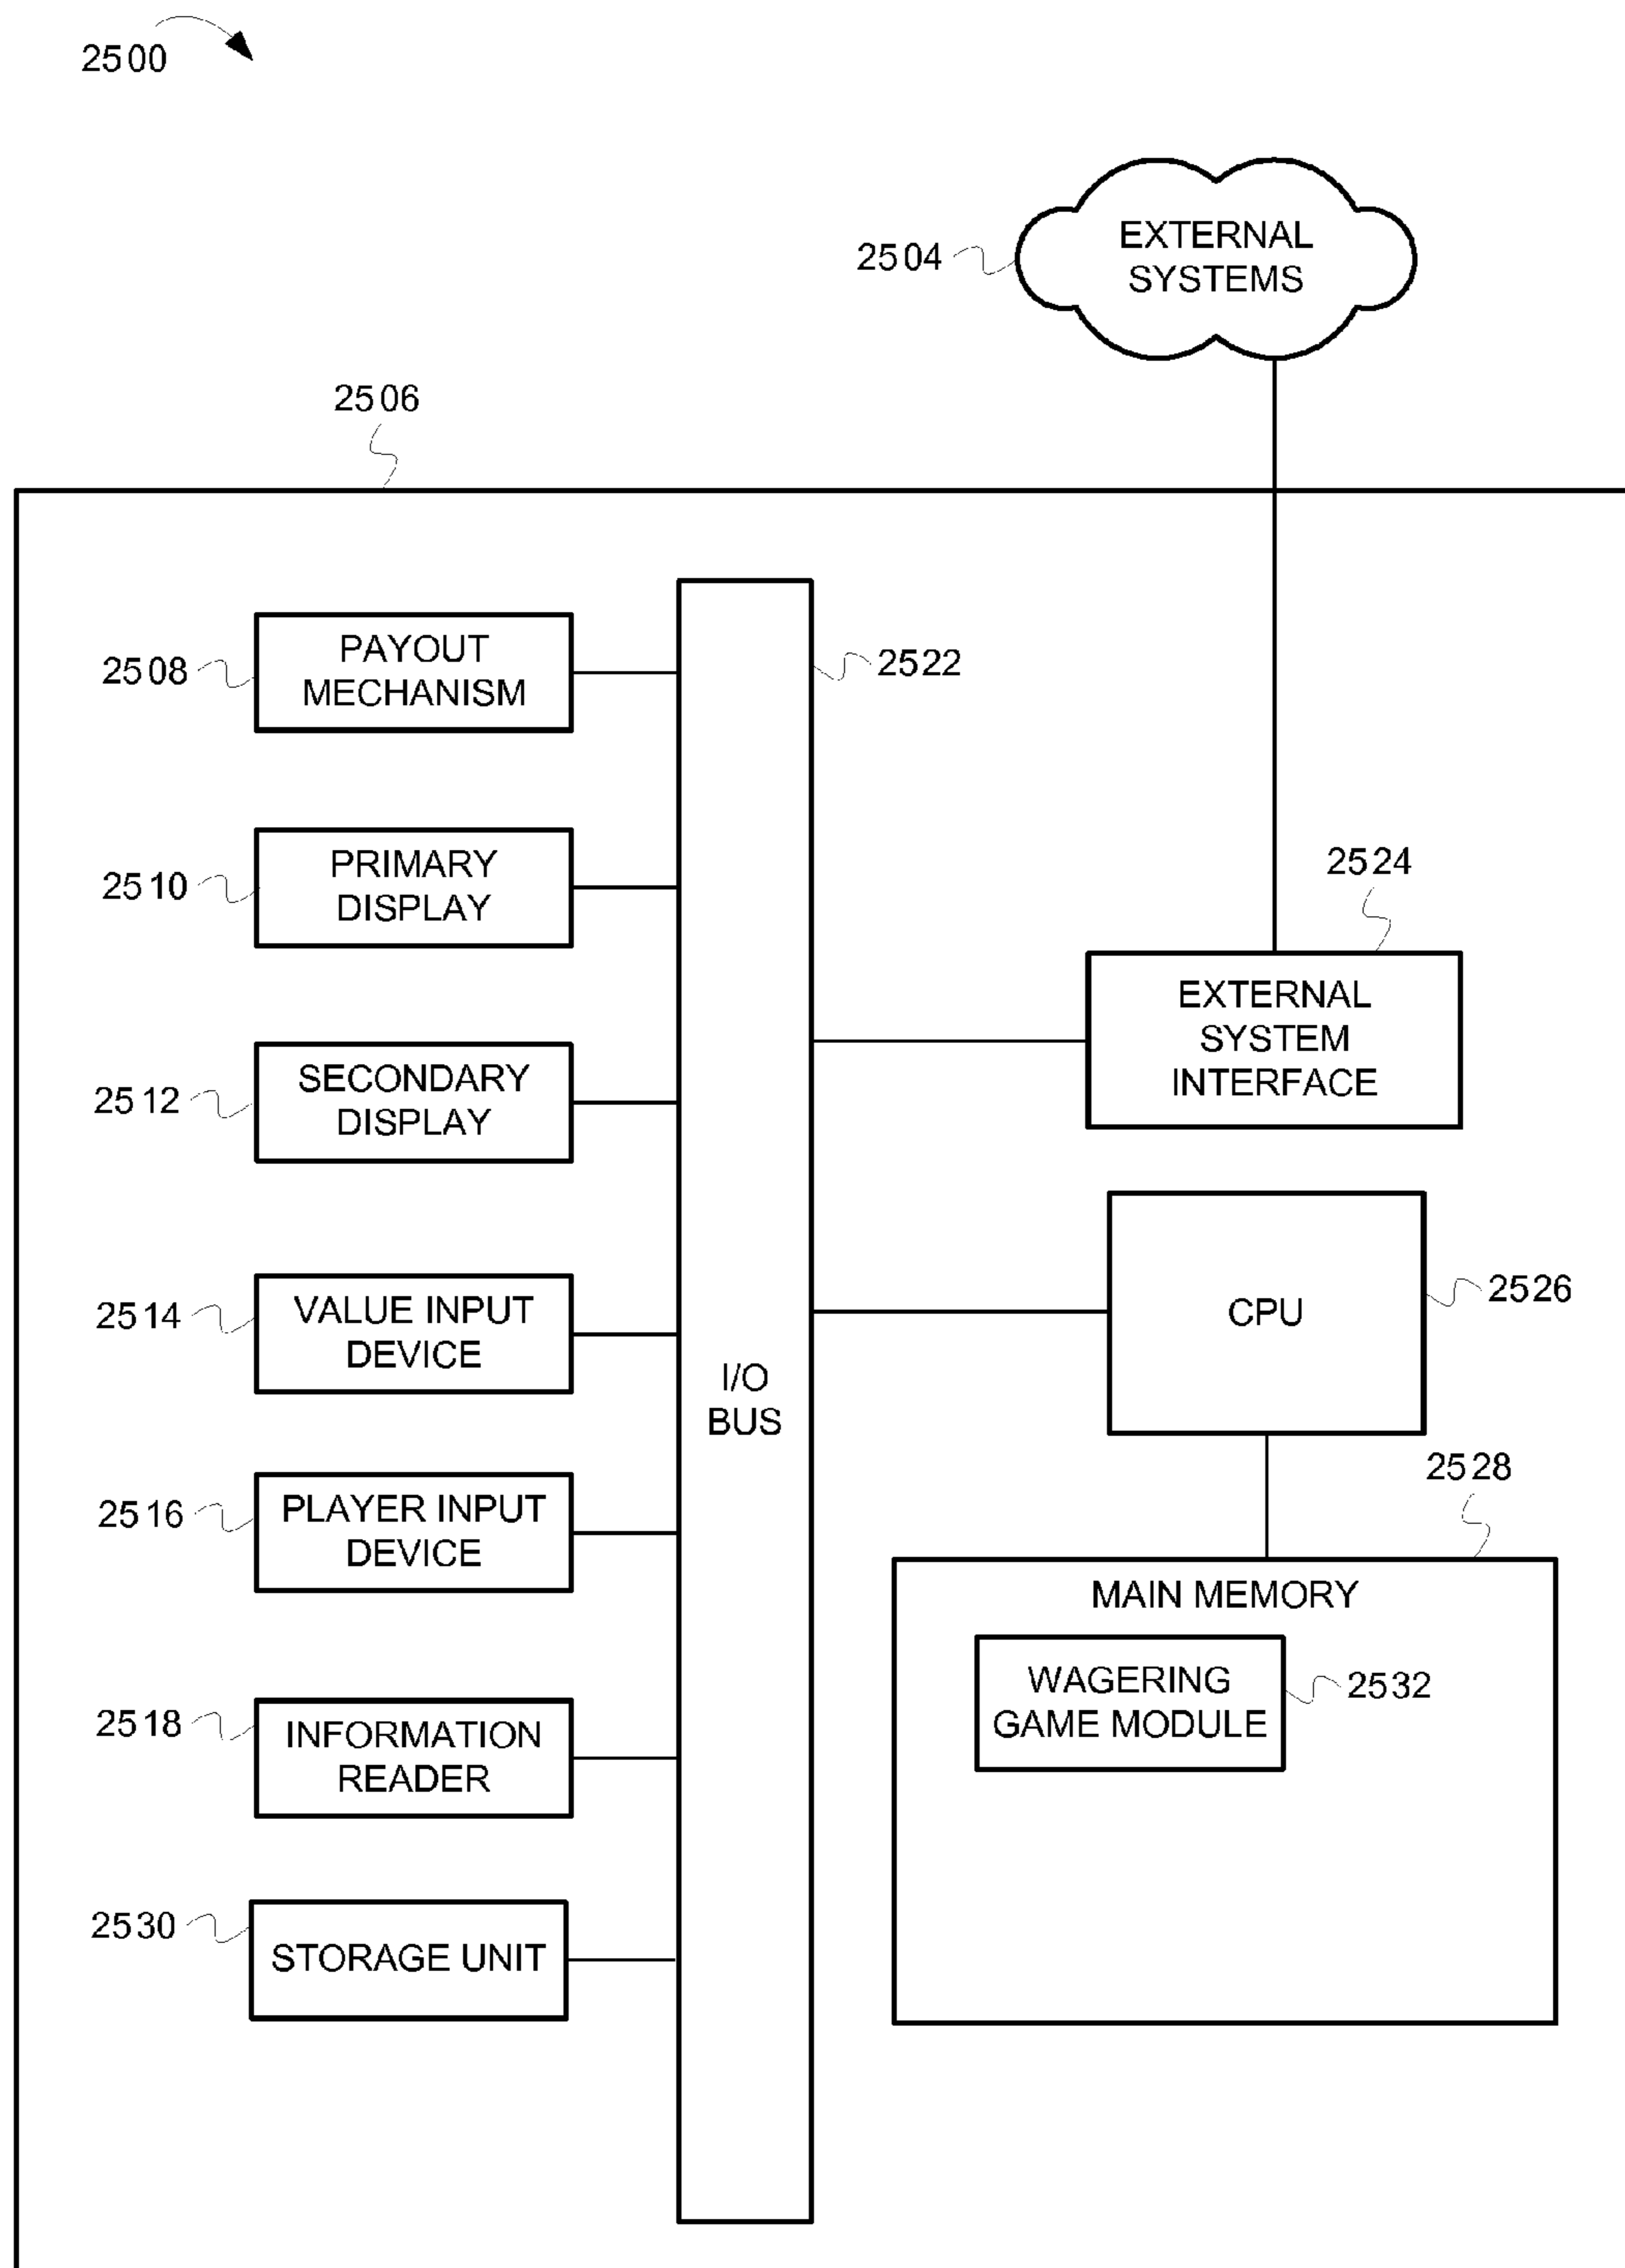 2500
EXTERNAL
SYSTEMS
2504
2506
PAYOUT
MECHANISM
2508
2522
PRIMARY
DISPLAY
2510
2524
EXTERNAL
SYSTEM
INTERFACE
SECONDARY
DISPLAY
2512
VALUE INPUT
DEVICE
2514
CPU
2526
I/O
BUS
PLAYER INPUT
DEVICE
2516
2528
MAIN MEMORY
WAGERING
GAME MODULE
2532
INFORMATION
READER
2518
STORAGE UNIT
2530